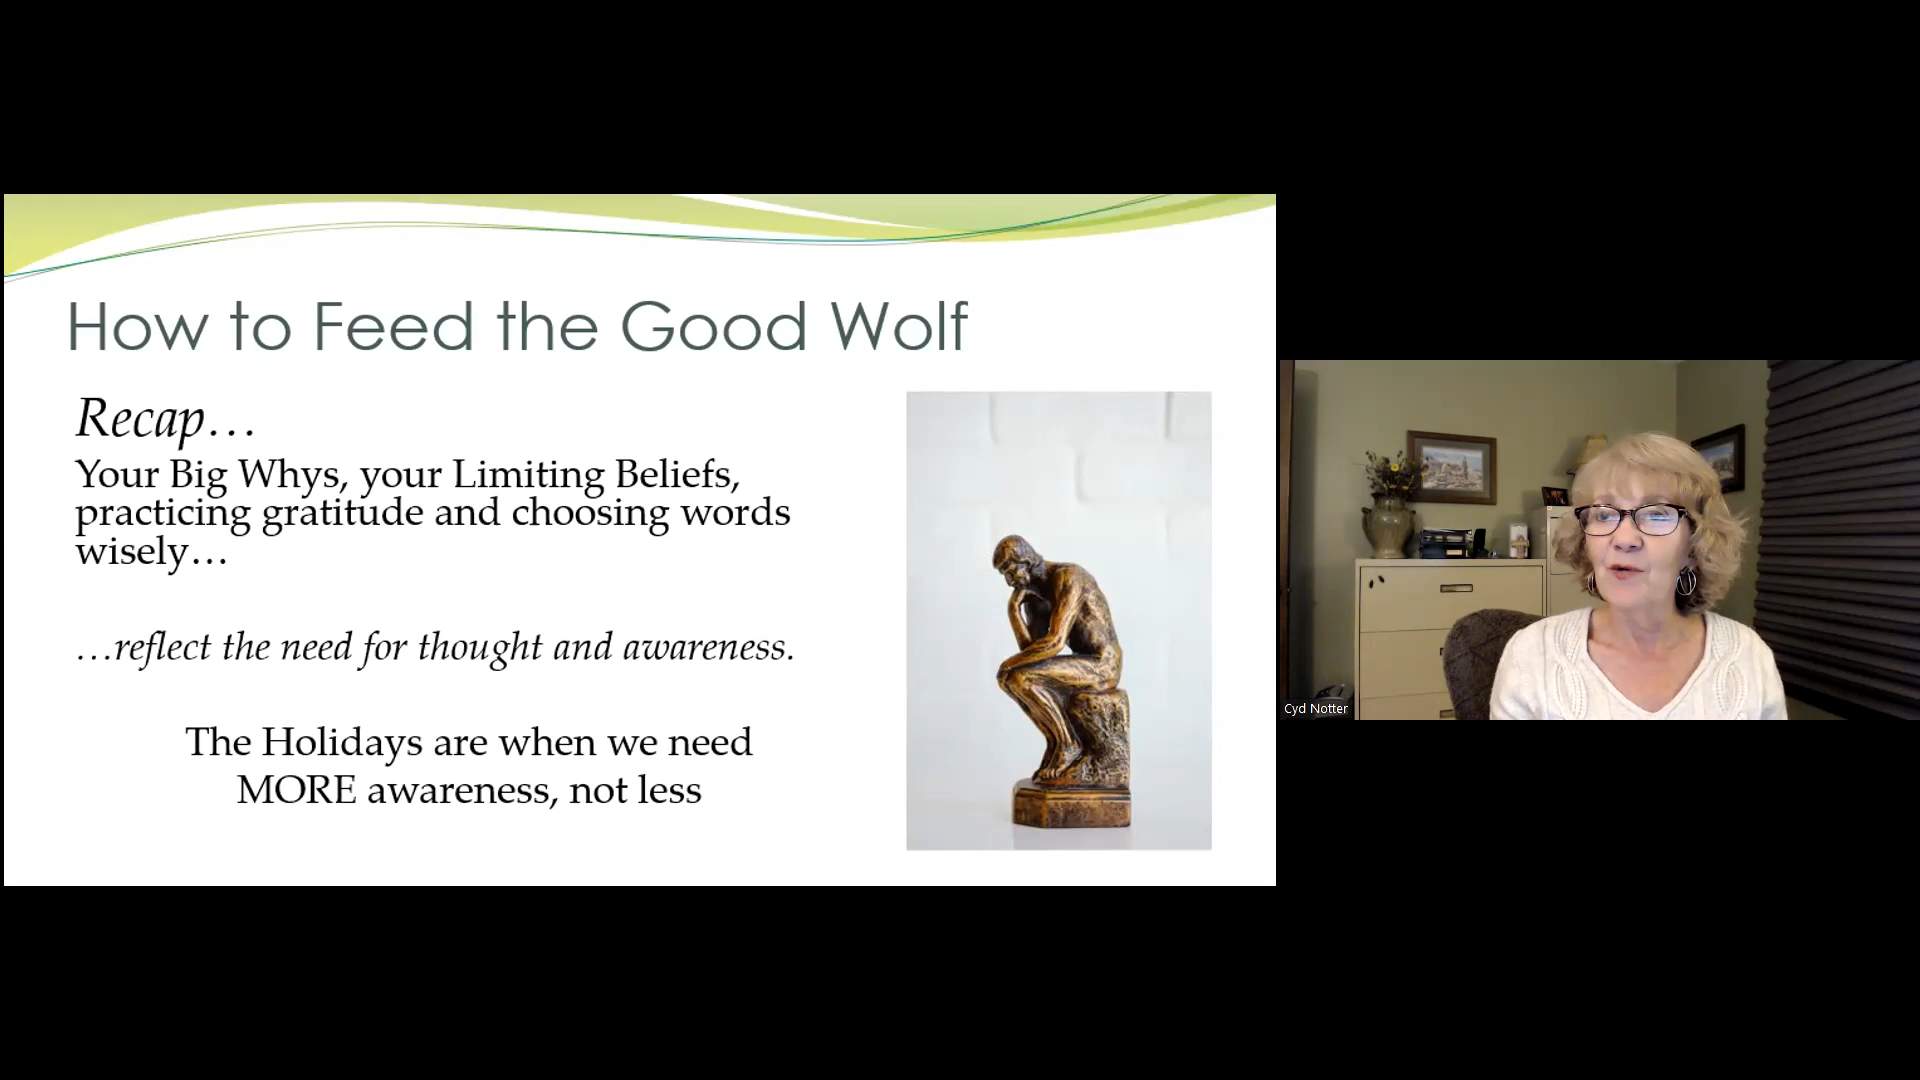 How to Feed the Good Wolf
Recap…
Your Big Whys, your Limiting Beliefs,
practicing gratitude and choosing words
wisely…
…reflect the need for thought and awareness.
The Holidays are when we need
MORE awareness, not less
Cyd Notter